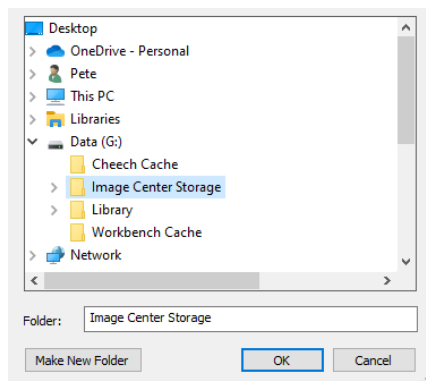 Desktop
OneDrive - Personal
Pete
This PC
Libraries
Data (G:)
Cheech Cache
Image Center Storage
Library
Workbench Cache
Network
Folder: Image Center Storage
Make New Folder OK Cancel